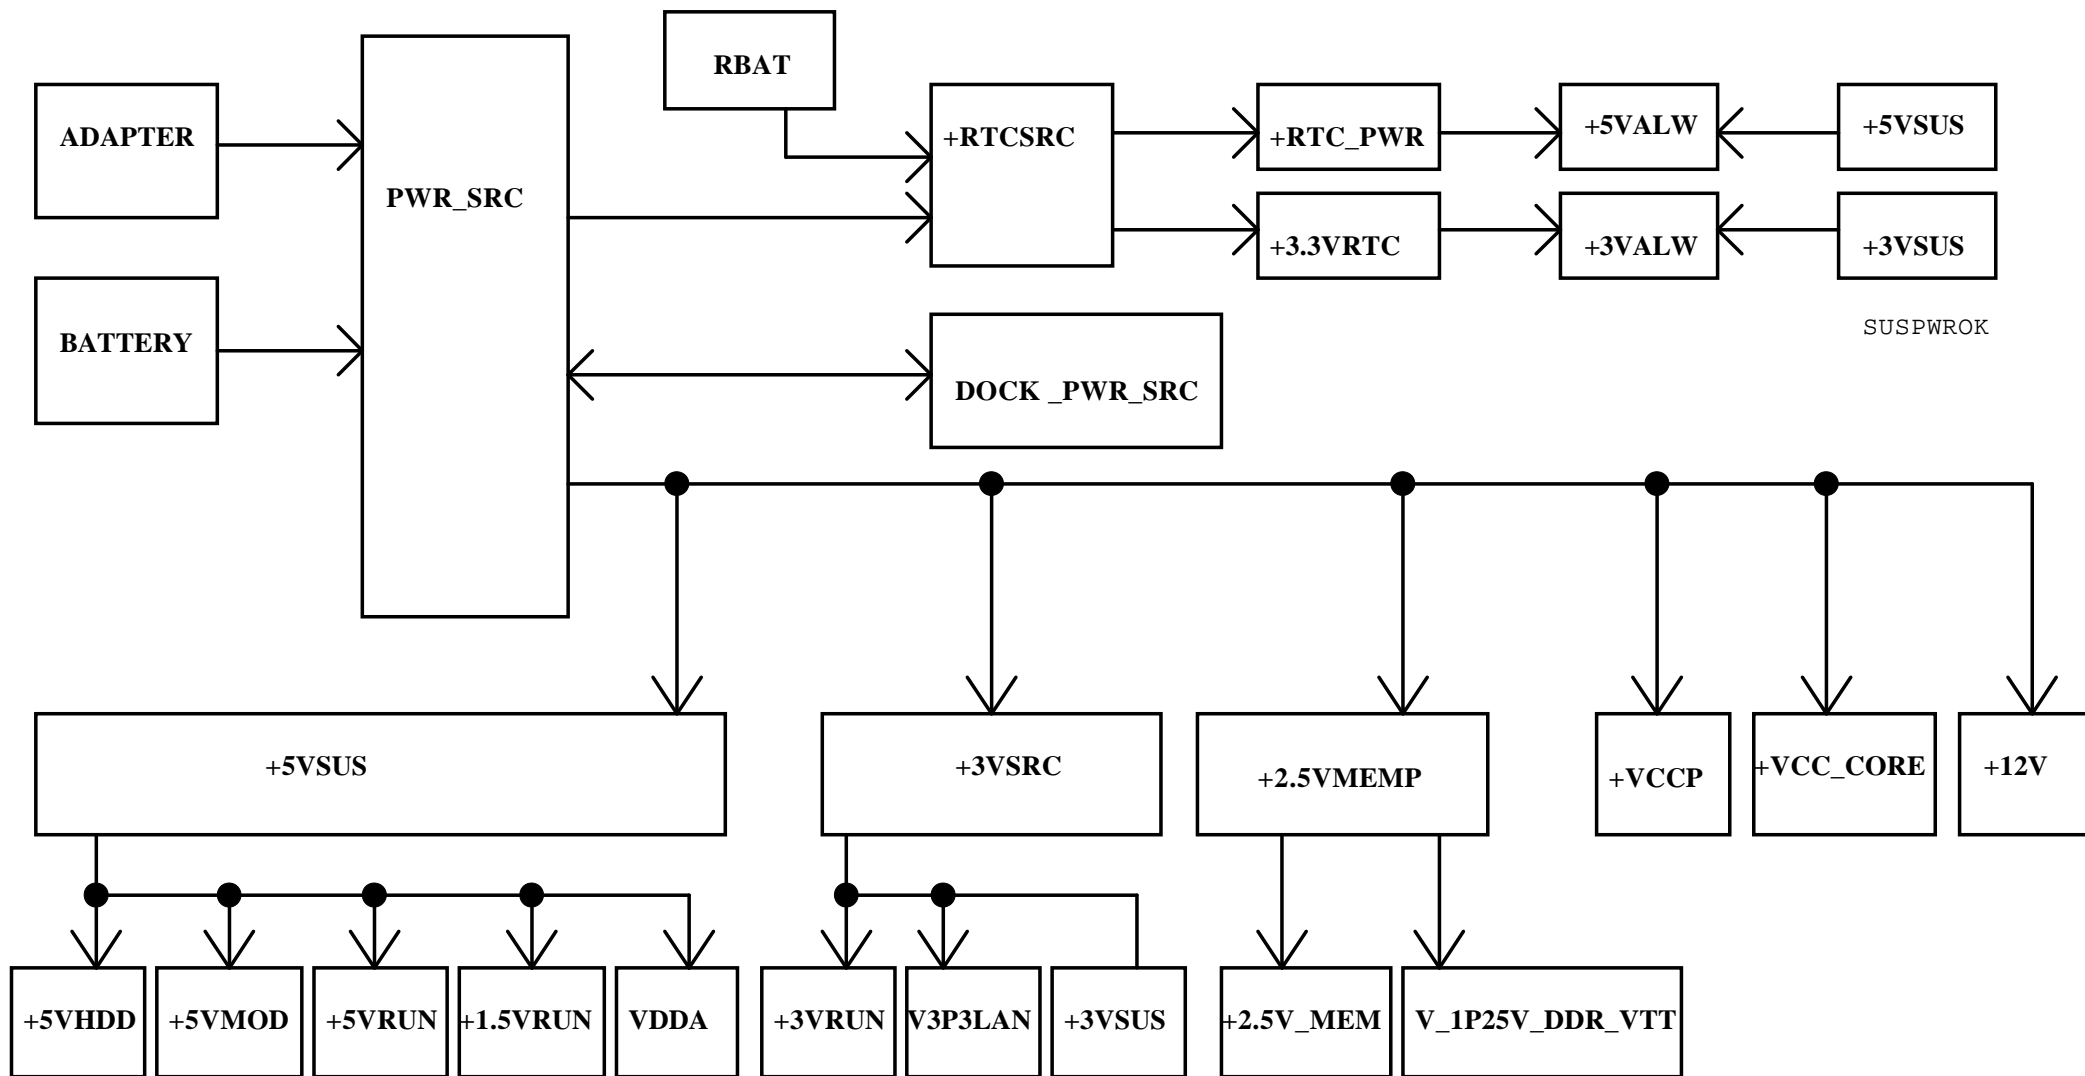 RBAT
ADAPTER
PWR_SRC
+RTCSRC
+RTC_PWR
+5VALW
+5VSUS
+3.3VRTC
+3VALW
+3VSUS
SUSPWROK
BATTERY
DOCK _PWR_SRC
+5VSUS
+3VSRC
+2.5VMEMP
+VCCP
+VCC_CORE
+12V
+5VHDD
+5VMOD
+5VRUN
+1.5VRUN
VDDA
+3VRUN
V3P3LAN
+3VSUS
+2.5V_MEM
V_1P25V_DDR_VTT